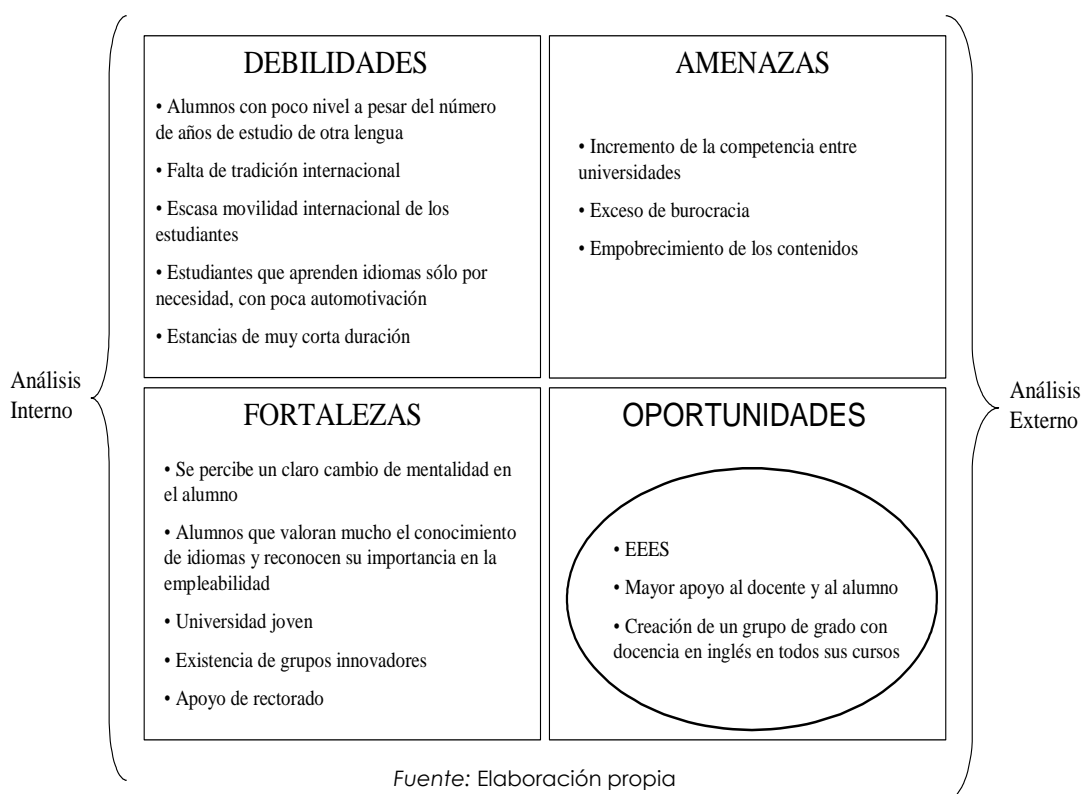 DEBILIDADES
• Alumnos con poco nivel a pesar del número
de años de estudio de otra lengua
• Falta de tradición internacional
• Escasa movilidad internacional de los
estudiantes
• Estudiantes que aprenden idiomas sólo por
necesidad, con poca automotivación
• Estancias de muy corta duración
AMENAZAS
• Incremento de la competencia entre
universidades
• Exceso de burocracia
• Empobrecimiento de los contenidos
Análisis
Interno
FORTALEZAS
• Se percibe un claro cambio de mentalidad en
el alumno
• Alumnos que valoran mucho el conocimiento
de idiomas y reconocen su importancia en la
empleabilidad
• Universidad joven
• Existencia de grupos innovadores
• Apoyo de rectorado
OPORTUNIDADES
• EEES
• Mayor apoyo al docente y al alumno
• Creación de un grupo de grado con
docencia en inglés en todos sus cursos
Análisis
Externo
Fuente: Elaboración propia